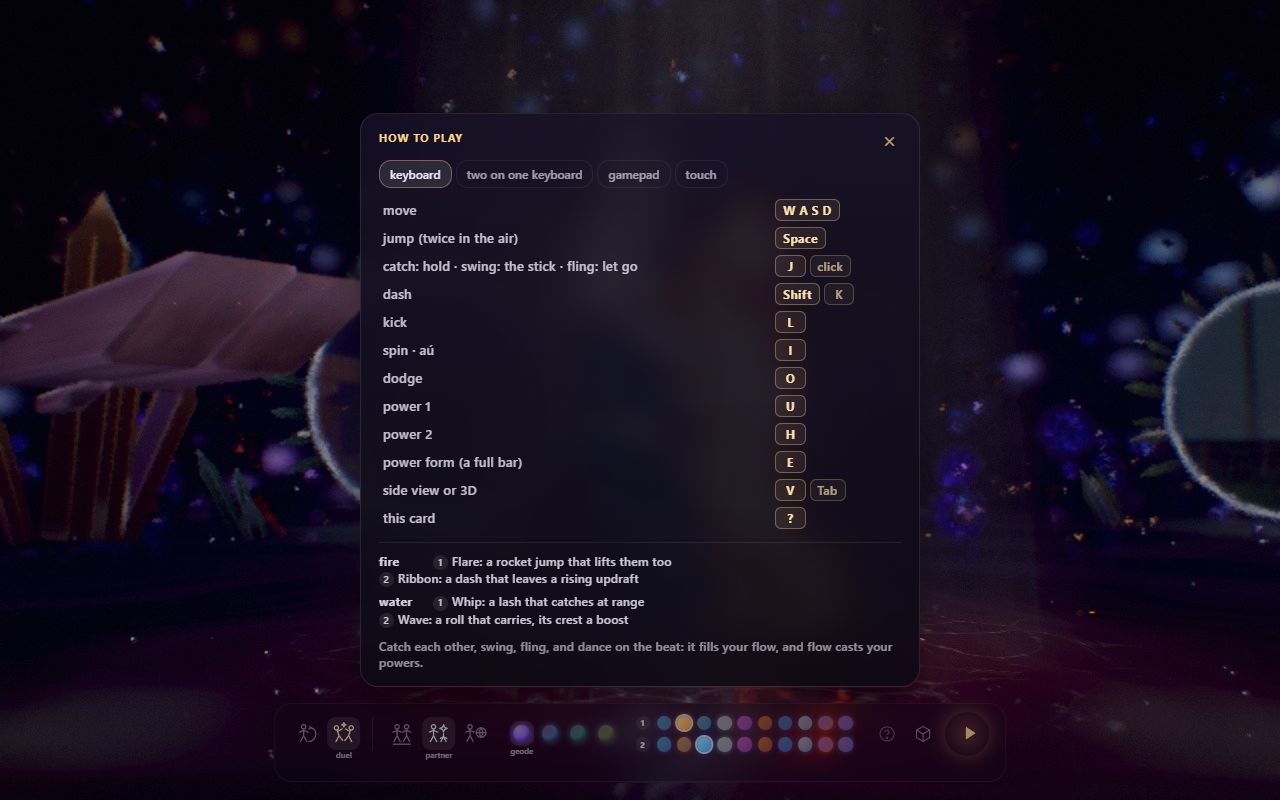 HOW TO PLAY ×
keyboard two on one keyboard gamepad touch
move W A S D
jump (twice in the air) Space
catch: hold · swing: the stick · fling: let go J click
dash Shift K
kick L
spin · aú I
dodge O
power 1 U
power 2 H
power form (a full bar) E
side view or 3D V Tab
this card ?
fire 1 Flare: a rocket jump that lifts them too
2 Ribbon: a dash that leaves a rising updraft
water 1 Whip: a lash that catches at range
2 Wave: a roll that carries, its crest a boost
Catch each other, swing, fling, and dance on the beat: it fills your flow, and flow casts your
powers.
1
2
duel partner geode
?